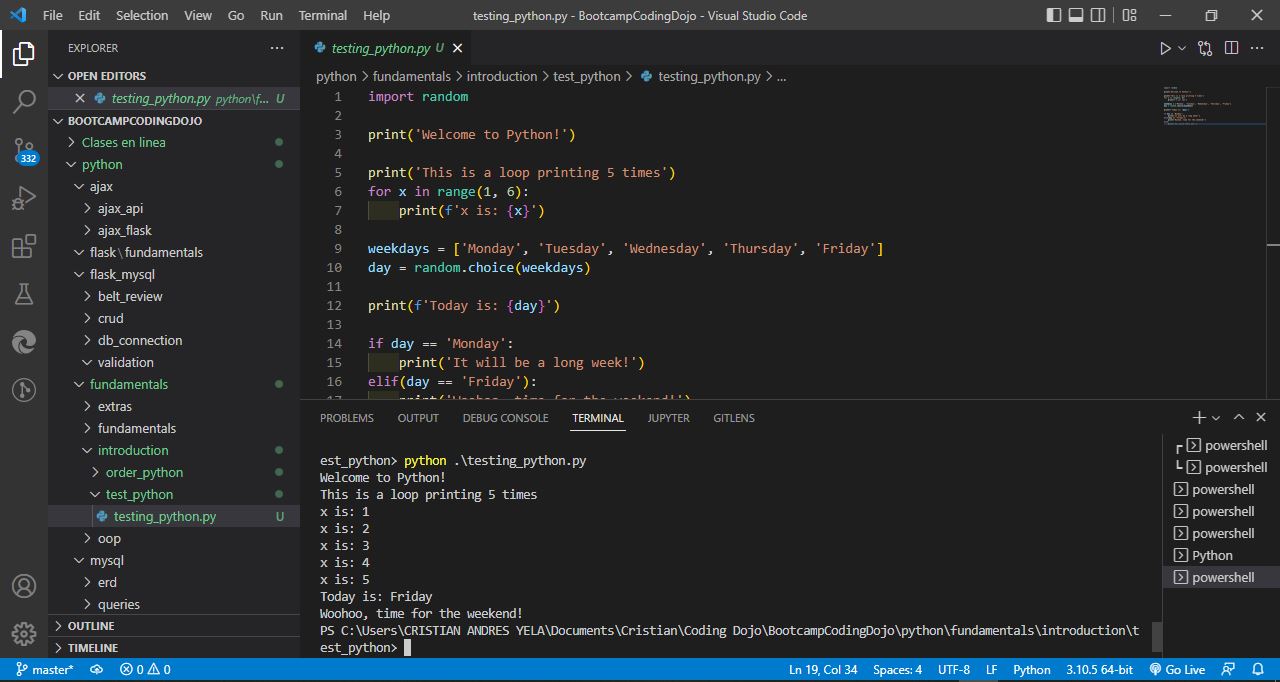 File Edit Selection View Go Run Terminal Help testing_python.py - BootcampCodingDojo - Visual Studio Code
EXPLORER
OPEN EDITORS
testing_python.py python\f... U
BOOTCAMPCODINGDOJO
Clases en linea
python
ajax
ajax_api
ajax_flask
flask\fundamentals
flask_mysql
belt_review
crud
db_connection
validation
fundamentals
extras
fundamentals
introduction
order_python
test_python
testing_python.py U
oop
mysql
erd
queries
OUTLINE
TIMELINE
332
testing_python.py U
python > fundamentals > introduction > test_python > testing_python.py > ...
1 import random
2
3 print('Welcome to Python!')
4
5 print('This is a loop printing 5 times')
6 for x in range(1, 6):
7 print(f'x is: {x}')
8
9 weekdays = ['Monday', 'Tuesday', 'Wednesday', 'Thursday', 'Friday']
10 day = random.choice(weekdays)
11
12 print(f'Today is: {day}')
13
14 if day == 'Monday':
15 print('It will be a long week!')
16 elif(day == 'Friday'):
17 print('Woohoo, time for the weekend!')
PROBLEMS OUTPUT DEBUG CONSOLE TERMINAL JUPYTER GITLENS
est_python> python .\testing_python.py
Welcome to Python!
This is a loop printing 5 times
x is: 1
x is: 2
x is: 3
x is: 4
x is: 5
Today is: Friday
Woohoo, time for the weekend!
PS C:\Users\CRISTIAN ANDRES YELA\Documents\Cristian\Coding Dojo\BootcampCodingDojo\python\fundamentals\introduction\t
est_python>
powershell
powershell
powershell
powershell
powershell
Python
powershell
master* 0 0 Ln 19, Col 34 Spaces: 4 UTF-8 LF Python 3.10.5 64-bit Go Live